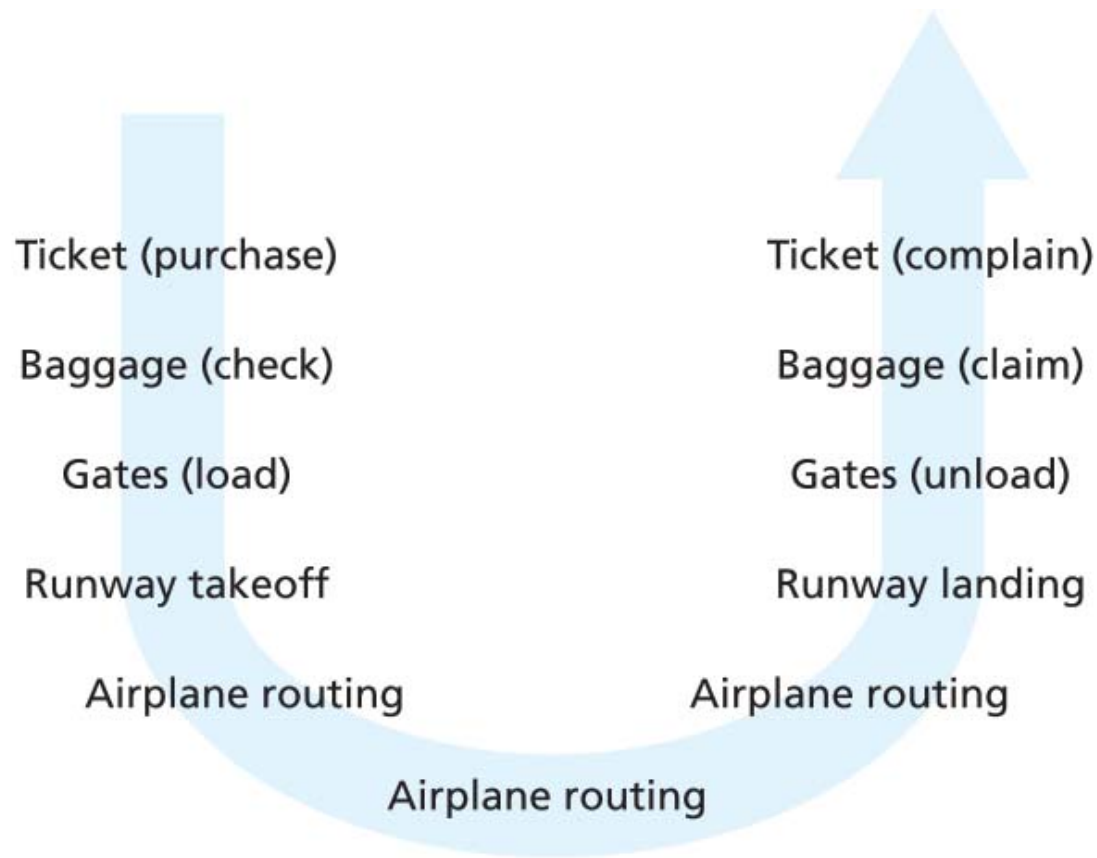 Ticket (purchase)
Baggage (check)
Gates (load)
Runway takeoff
Airplane routing
Airplane routing
Airplane routing
Runway landing
Gates (unload)
Baggage (claim)
Ticket (complain)